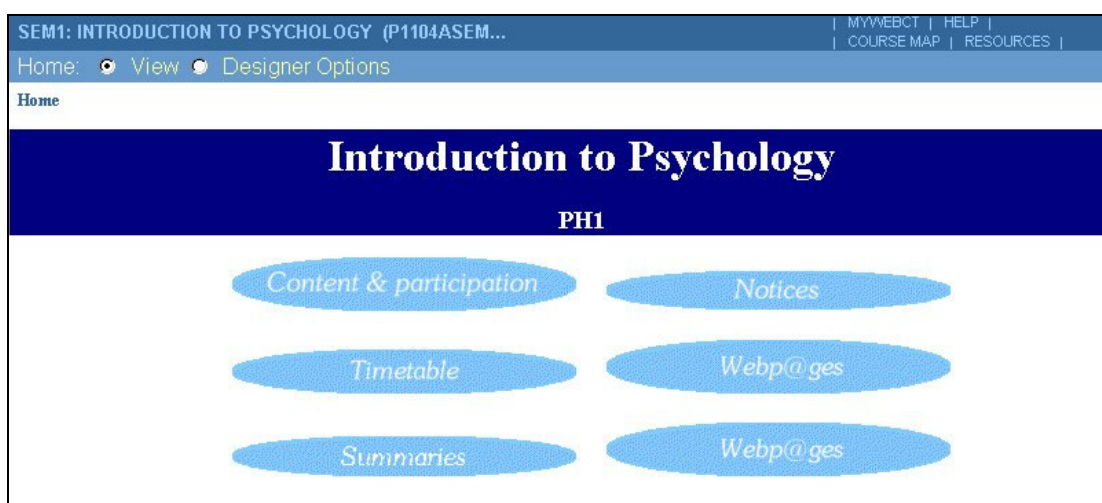 SEM1: INTRODUCTION TO PSYCHOLOGY (P1104ASEM...
| MYWEBCT | HELP |
| COURSE MAP | RESOURCES |
Home: View Designer Options
Home
Introduction to Psychology
PH1
Content & participation
Notices
Timetable
Webp@ges
Summaries
Webp@ges